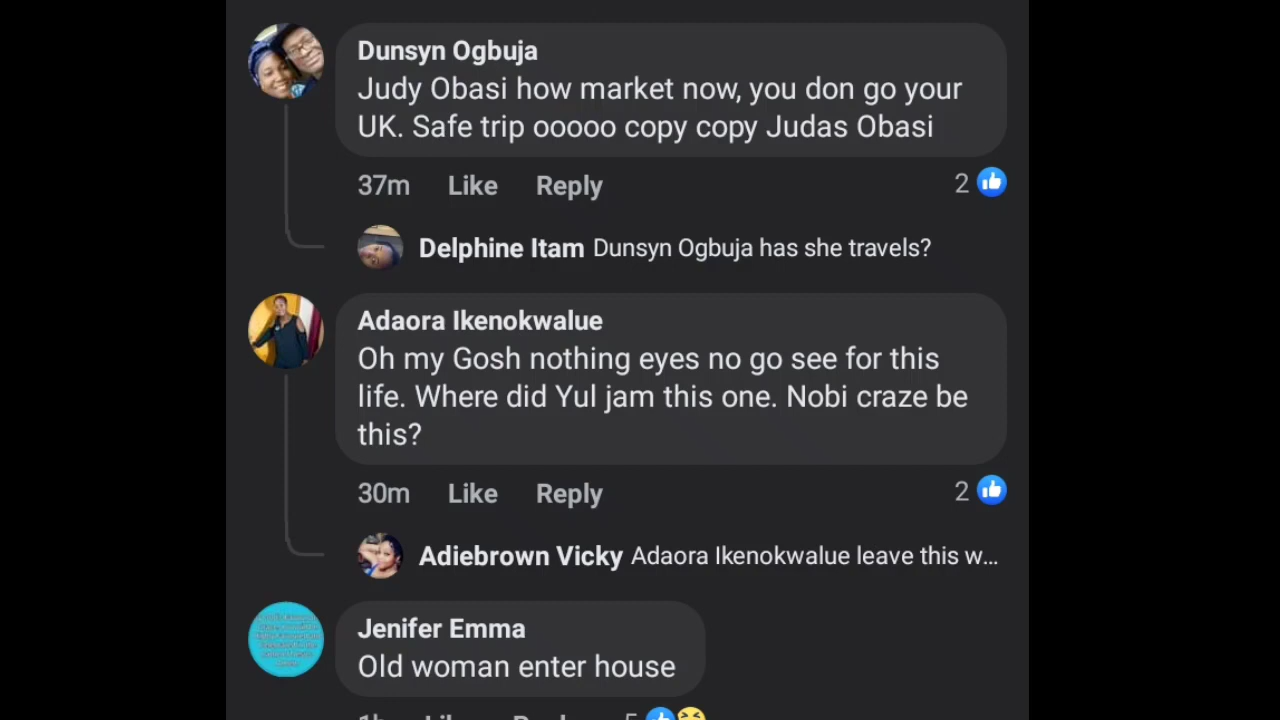 Dunsyn Ogbuja
Judy Obasi how market now, you don go your
UK. Safe trip ooooo copy copy Judas Obasi
37m Like Reply 2
Delphine Itam Dunsyn Ogbuja has she travels?
Adaora Ikenokwalue
Oh my Gosh nothing eyes no go see for this
life. Where did Yul jam this one. Nobi craze be
this?
30m Like Reply 2
Adiebrown Vicky Adaora Ikenokwalue leave this w...
Jenifer Emma
Old woman enter house